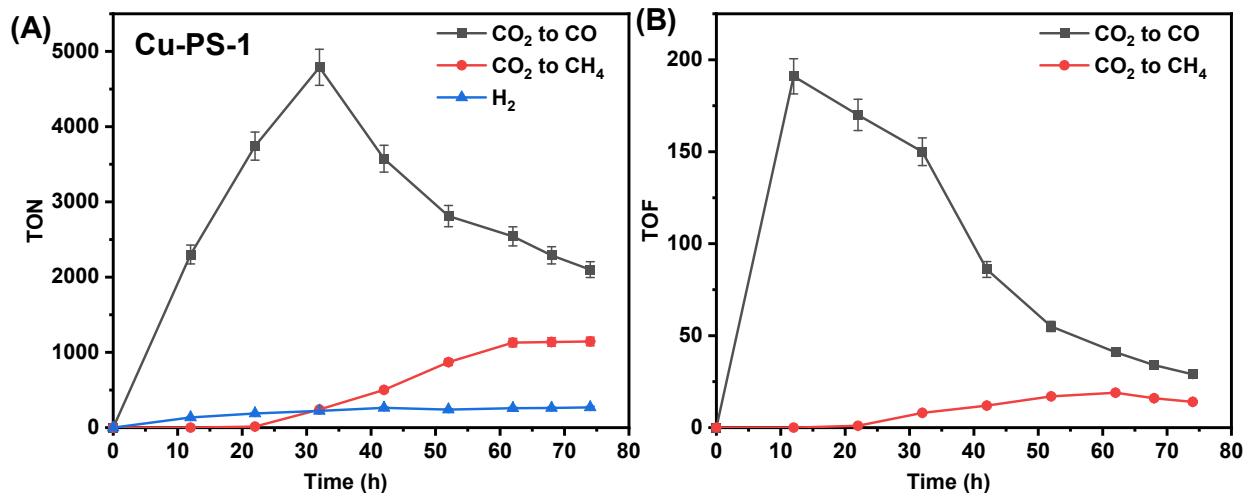 (A)
Cu-PS-1
CO₂ to CO
CO₂ to CH₄
H₂
TON
5000
4000
3000
2000
1000
0
0 10 20 30 40 50 60 70 80
Time (h)
(B)
CO₂ to CO
CO₂ to CH₄
TOF
200
150
100
50
0
0 10 20 30 40 50 60 70 80
Time (h)